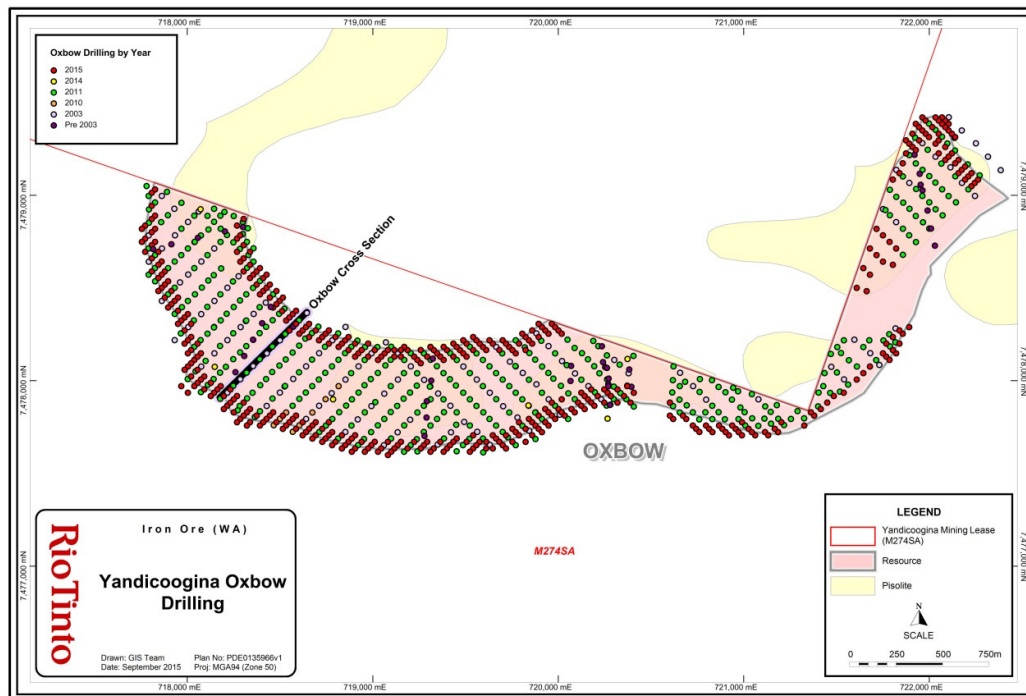 718,000 mE 719,000 mE 720,000 mE 721,000 mE 722,000 mE
Oxbow Drilling by Year
2015
2014
2011
2010
2003
Pre 2003
7,479,000 mN
7,479,000 mN
Oxbow Cross Section
7,478,000 mN
7,478,000 mN
OXBOW
M274SA
7,477,000 mN
7,477,000 mN
RioTinto
Iron Ore (WA)
Yandicoogina Oxbow
Drilling
Drawn: GIS Team Plan No: PDE0135966v1
Date: September 2015 Proj: MGA94 (Zone 50)
LEGEND
Yandicoogina Mining Lease
(M274SA)
Resource
Pisolite
N
SCALE
0 250 500 750m
718,000 mE 719,000 mE 720,000 mE 721,000 mE 722,000 mE